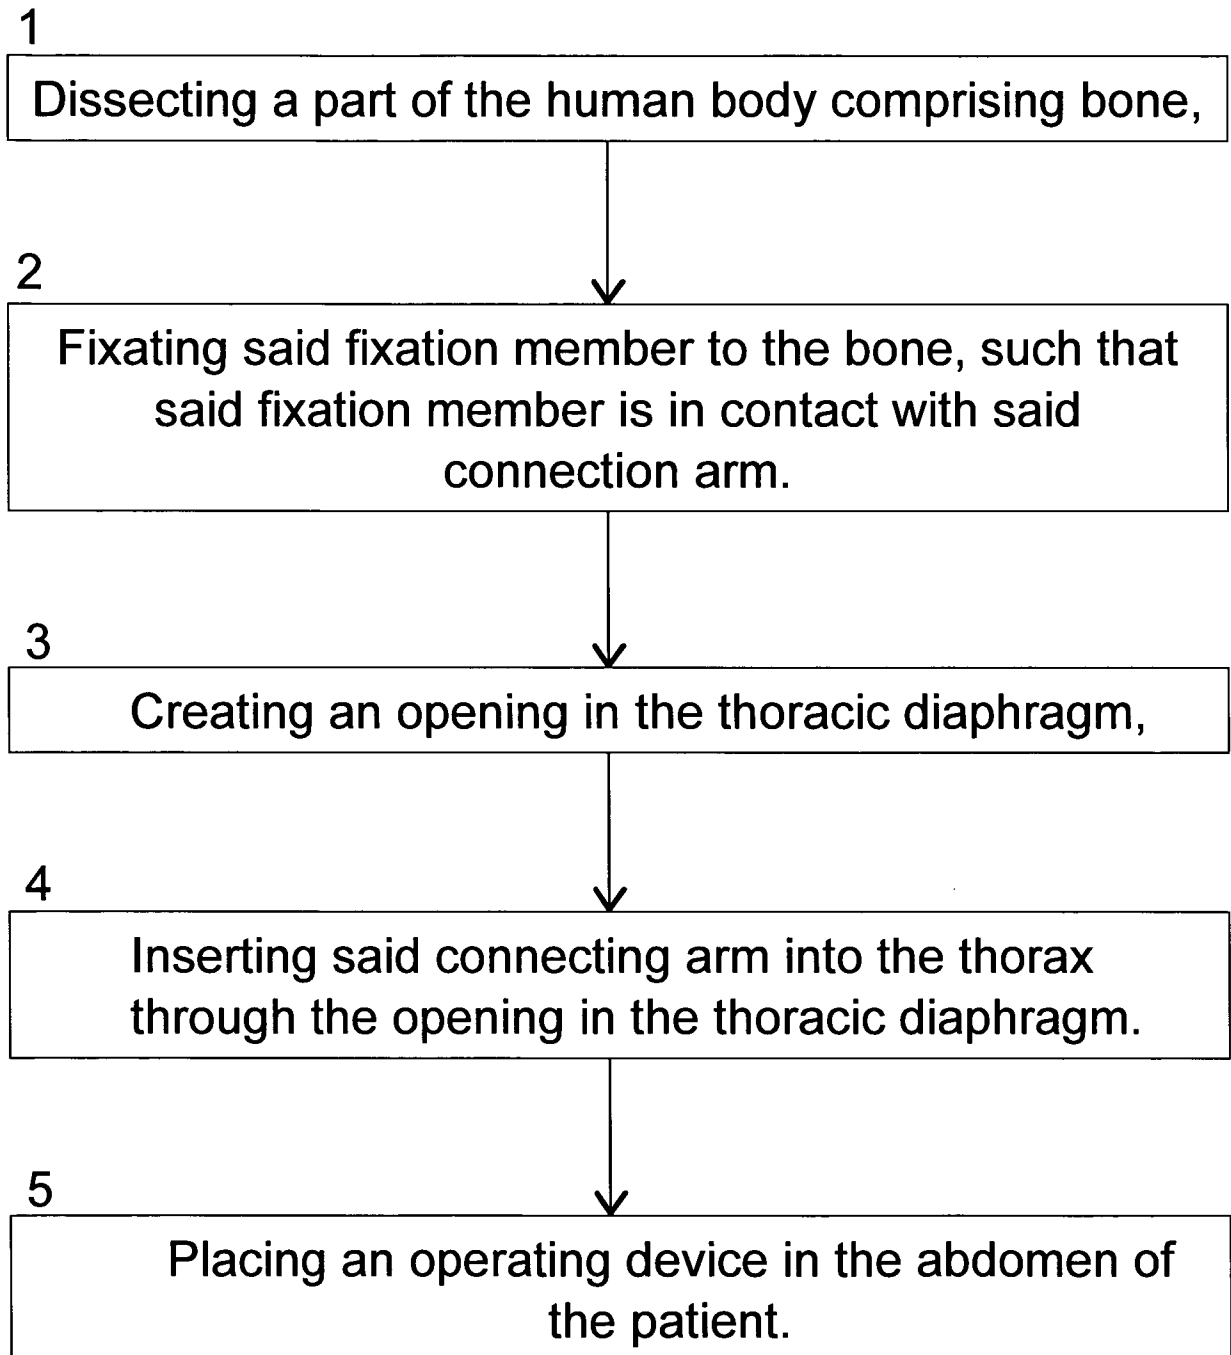 1
Dissecting a part of the human body comprising bone,
2
Fixating said fixation member to the bone, such that
said fixation member is in contact with said
connection arm.
3
Creating an opening in the thoracic diaphragm,
4
Inserting said connecting arm into the thorax
through the opening in the thoracic diaphragm.
5
Placing an operating device in the abdomen of
the patient.